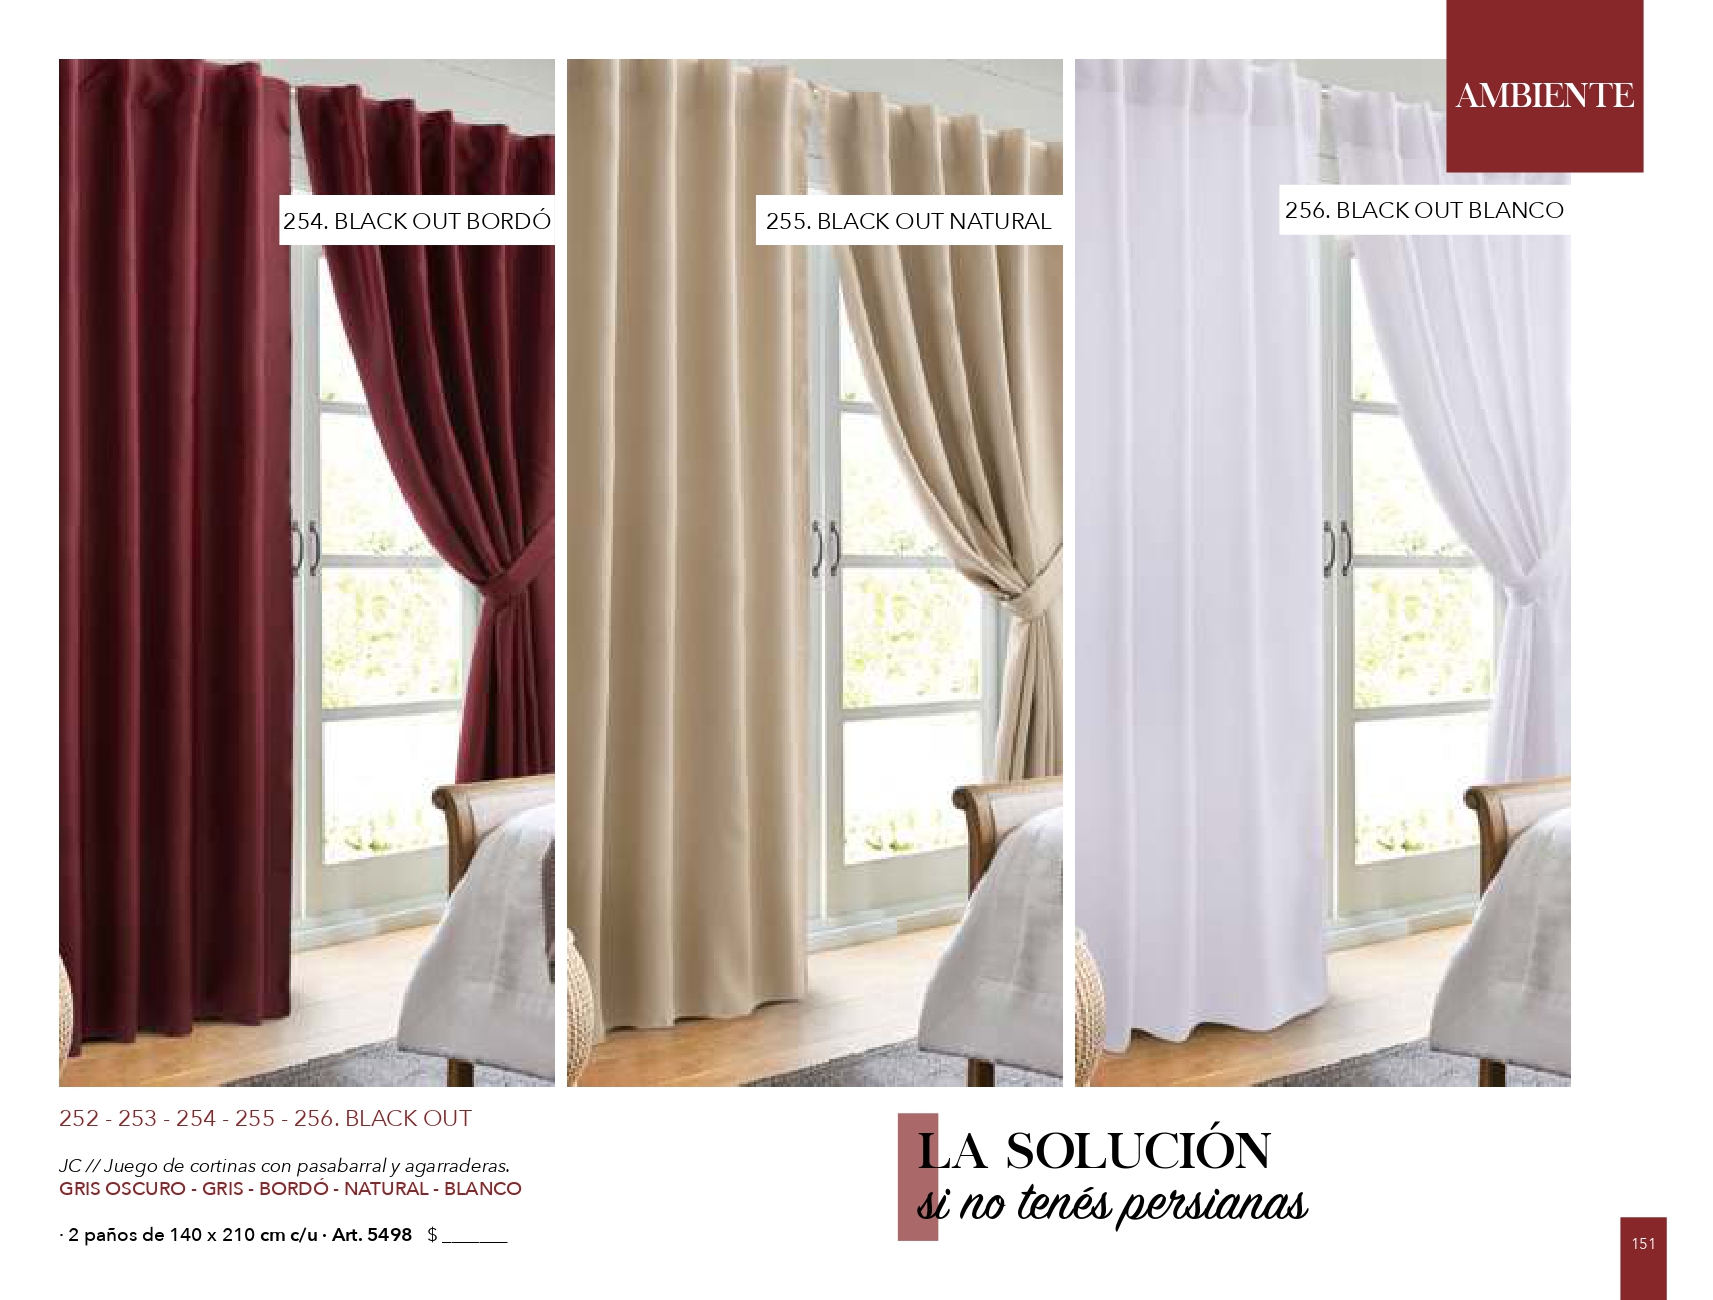 AMBIENTE
254. BLACK OUT BORDÓ
255. BLACK OUT NATURAL
256. BLACK OUT BLANCO
252 - 253 - 254 - 255 - 256. BLACK OUT
JC // Juego de cortinas con pasabarral y agarraderas.
GRIS OSCURO - GRIS - BORDÓ - NATURAL - BLANCO
· 2 paños de 140 x 210 cm c/u · Art. 5498 $ _______
LA SOLUCIÓN
si no tenés persianas
151